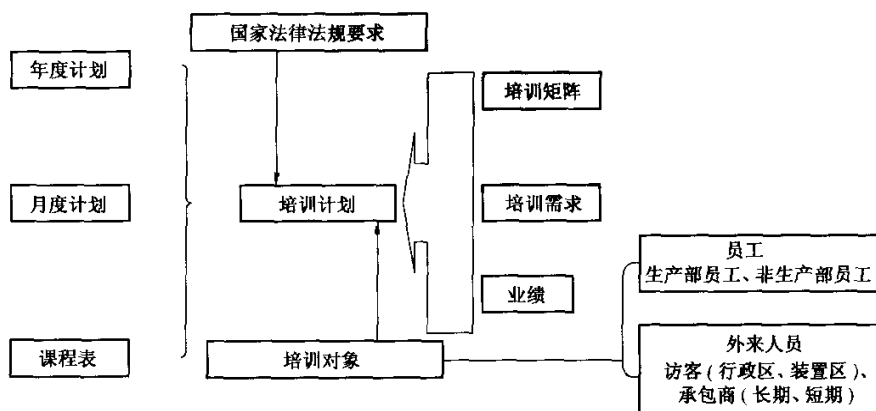 国家法律法规要求
年度计划
培训矩阵
月度计划
培训计划
培训需求
员工
生产部员工、非生产部员工
业绩
课程表
培训对象
外来人员
访客(行政区、装置区)、
承包商(长期、短期)